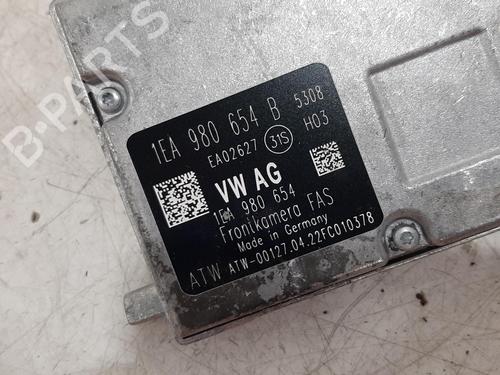 B-PARTS
1EA 980 654 B 5308
EA02627 31S H03
VW AG
1EA 980 654
Frontkamera FAS
Made in Germany
ATW ATW-00127.04.22FC010378